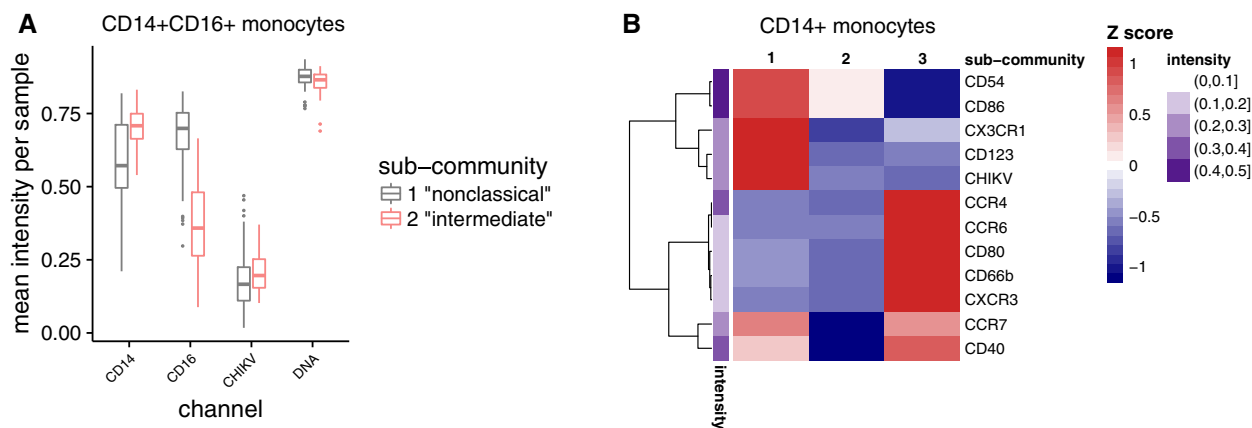 A
CD14+CD16+ monocytes
mean intensity per sample
0.75
0.50
0.25
0.00
CD14
CD16
CHIKV
DNA
channel
sub−community
1 "nonclassical"
2 "intermediate"
B
CD14+ monocytes
1 2 3 sub−community
CD54
CD86
CX3CR1
CD123
CHIKV
CCR4
CCR6
CD80
CD66b
CXCR3
CCR7
CD40
intensity
Z score
1
0.5
0
−0.5
−1
intensity
(0,0.1]
(0.1,0.2]
(0.2,0.3]
(0.3,0.4]
(0.4,0.5]